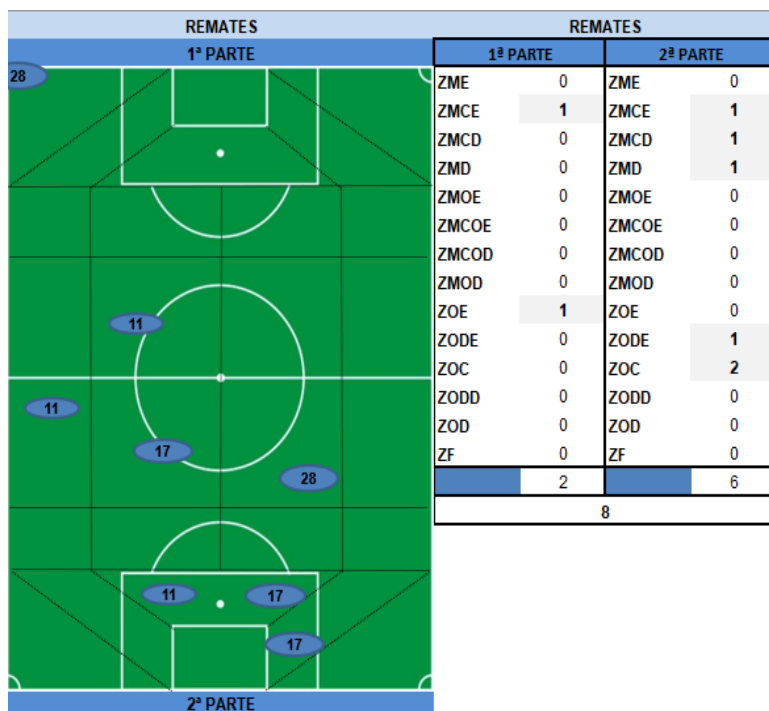 REMATES
1ª PARTE
28
11
11
17
28
11
17
17
2ª PARTE
REMATES
1ª PARTE 2ª PARTE
ZME 0 ZME 0
ZMCE 1 ZMCE 1
ZMCD 0 ZMCD 1
ZMD 0 ZMD 1
ZMOE 0 ZMOE 0
ZMCOE 0 ZMCOE 0
ZMCOD 0 ZMCOD 0
ZMOD 0 ZMOD 0
ZOE 1 ZOE 0
ZODE 0 ZODE 1
ZOC 0 ZOC 2
ZODD 0 ZODD 0
ZOD 0 ZOD 0
ZF 0 ZF 0
2 6
8